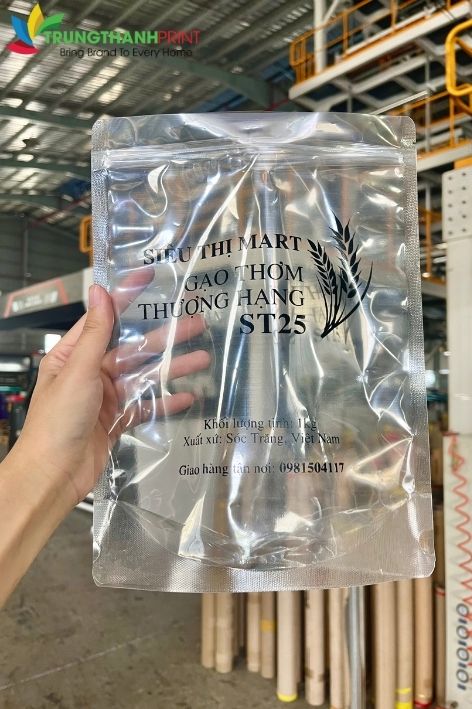 TRUNGTHANHPRINT
Bring Brand To Every Home
SIÊU THỊ MART
GẠO THƠM
THƯỢNG HẠNG
ST25
Khối lượng tịnh: 1Kg
Xuất xứ: Sóc Trăng, Việt Nam
Giao hàng tận nơi: 0981504117